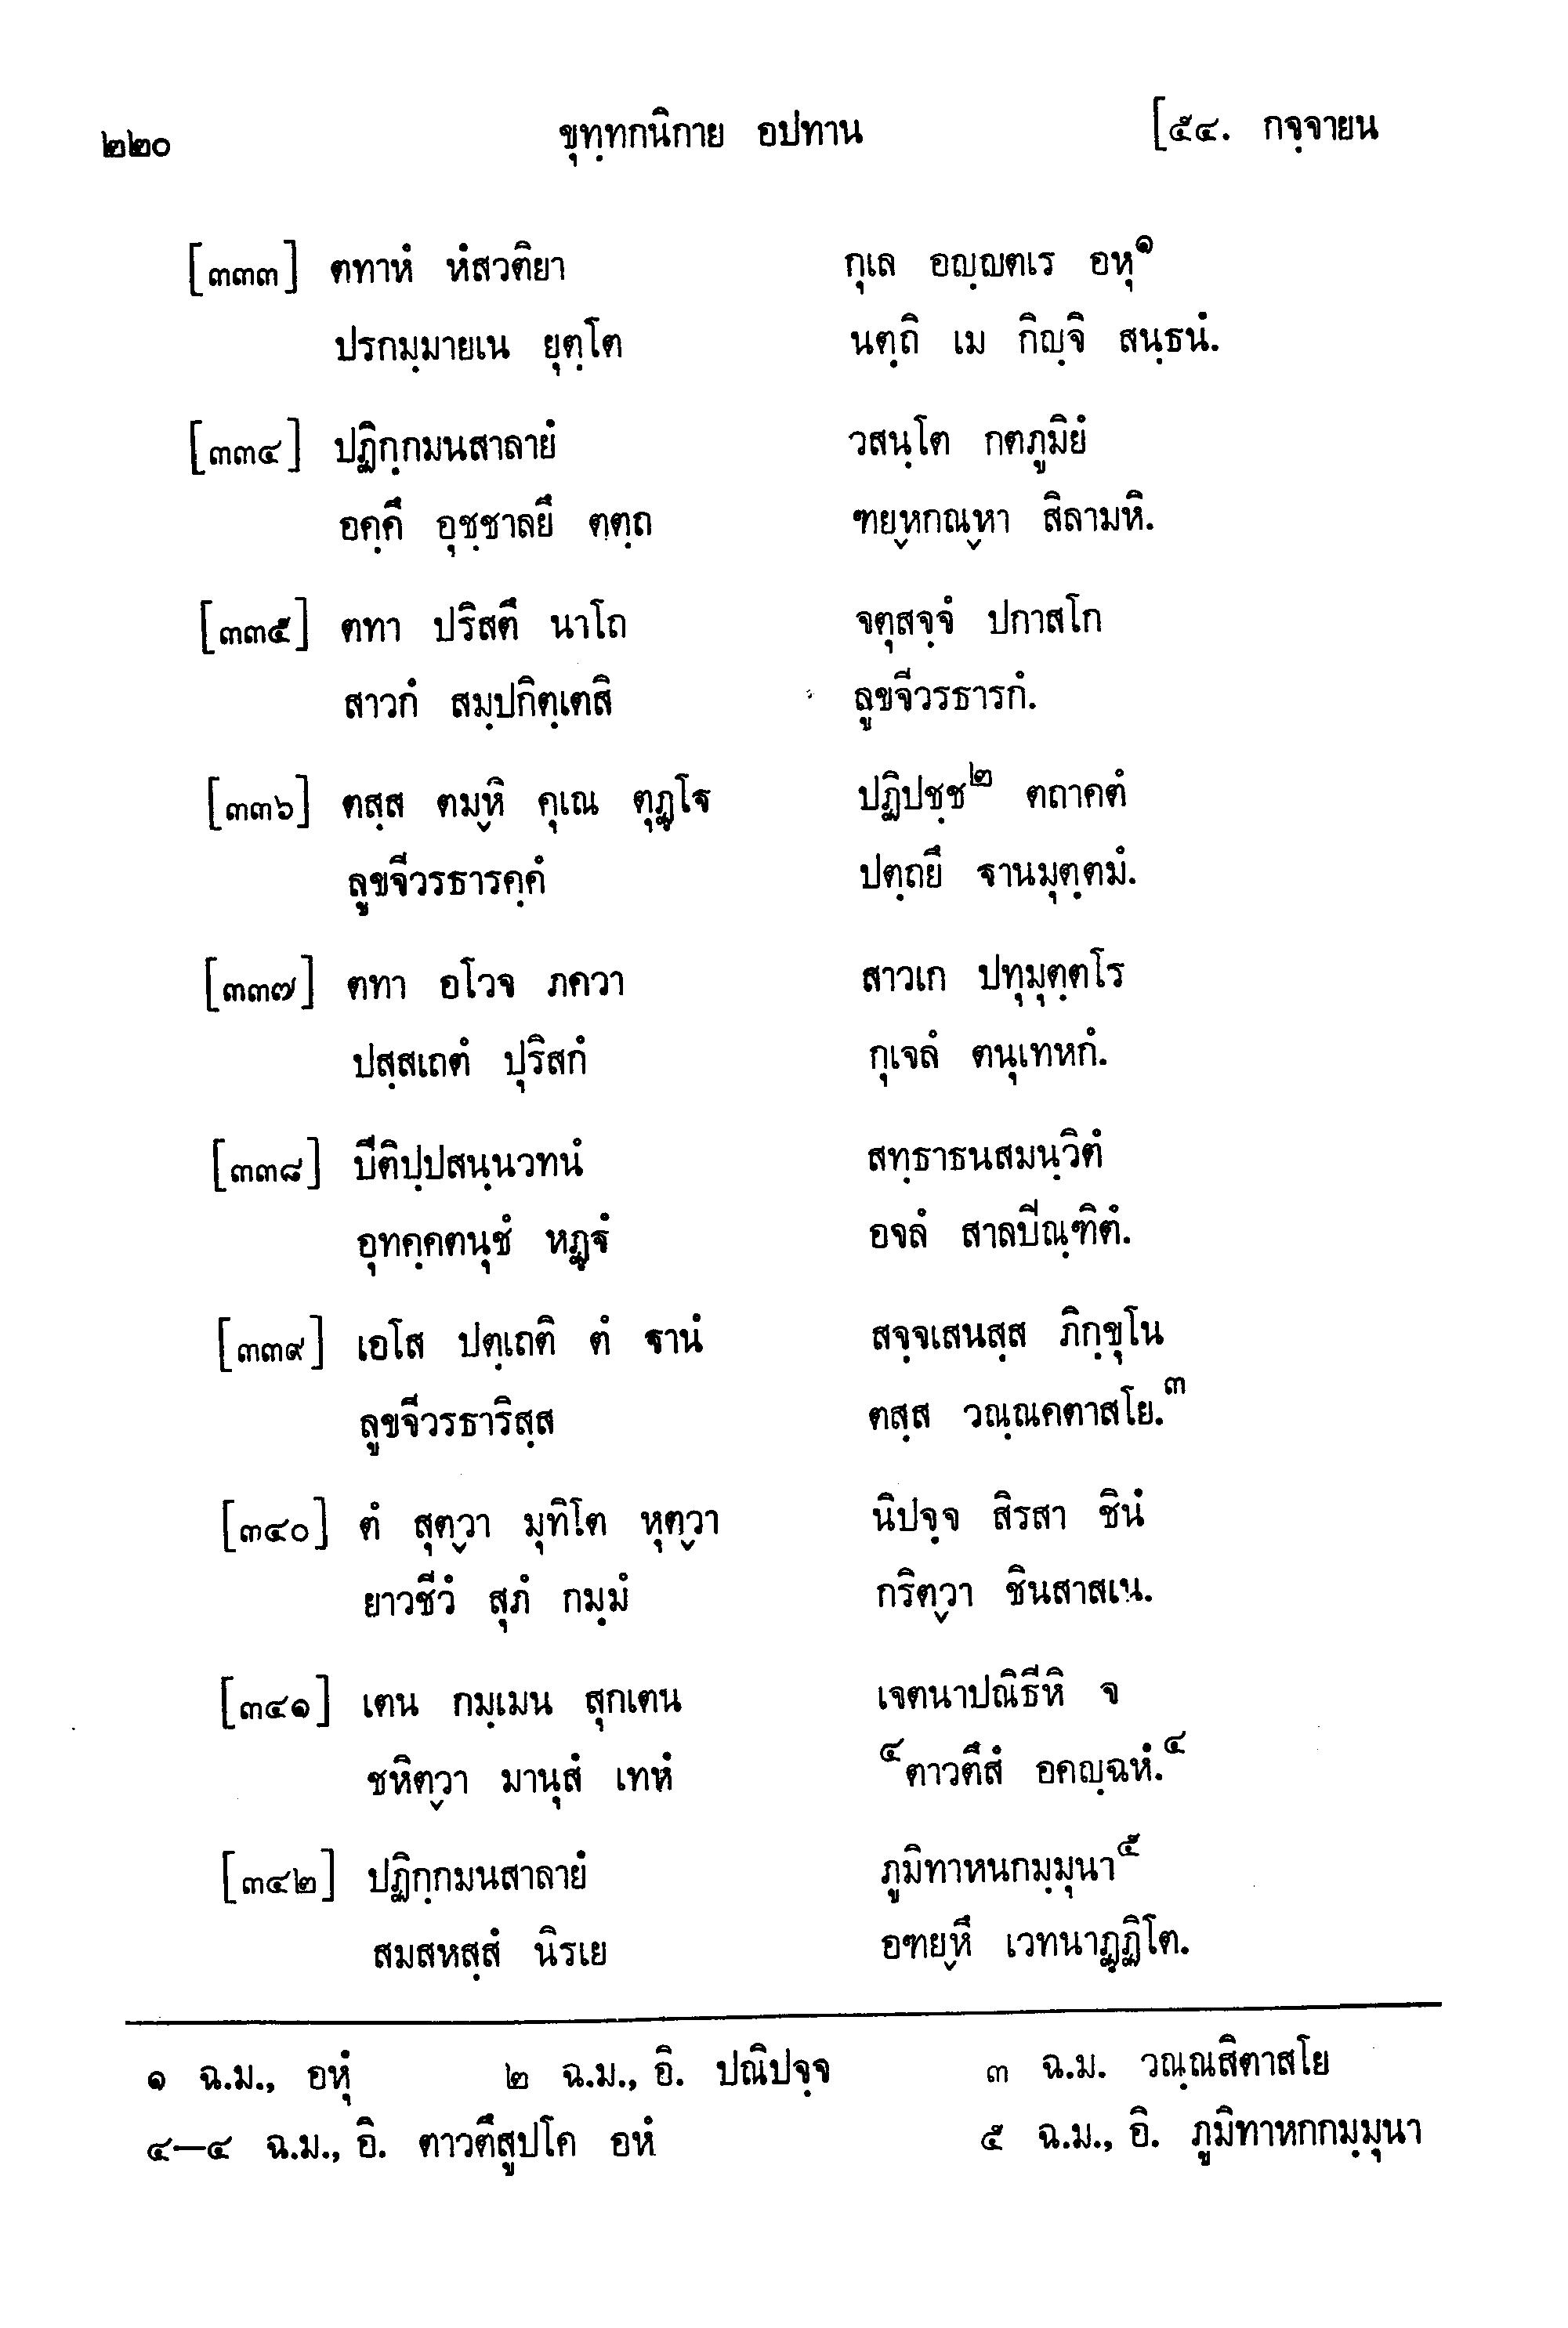 ๒๒๐ ขุทฺทกนิกาย อปทาน [๕๔. กจฺจายน
[๓๓๓] ตทาหํ หํสวติยา กุเล อญฺญตเร อหุ๑
ปรกมฺมายเน ยุตฺโต นตฺถิ เม กิญฺจิ สนฺธนํ.
[๓๓๔] ปฏิกฺกมนสาลายํ วสนฺโต กตภูมิยํ
อคฺคึ อุชฺชาลยึ ตตฺถ ฑยฺหกณฺหา สิลามหิ.
[๓๓๕] ตทา ปริสตึ นาโถ จตุสจฺจํ ปกาสโก
สาวกํ สมฺปกิตฺเตสิ ลูขจีวรธารกํ.
[๓๓๖] ตสฺส ตมฺหิ คุเณ ตุฏฺโฐ ปฏิปชฺช๒ ตถาคตํ
ลูขจีวรธารคฺคํ ปตฺถยึ ฐานมุตฺตมํ.
[๓๓๗] ตทา อโวจ ภควา สาวเก ปทุมุตฺตโร
ปสฺสเถตํ ปุริสกํ กุเจลํ ตนุเทหกํ.
[๓๓๘] ปีติปฺปสนฺนวทนํ สทฺธาธนสมนฺวิตํ
อุทคฺคตนุชํ หฏฺฐํ อจลํ สาลปิณฺฑิตํ.
[๓๓๙] เอโส ปตฺเถติ ตํ ฐานํ สจฺจเสนสฺส ภิกฺขุโน
ลูขจีวรธาริสฺส ตสฺส วณฺณคตาสโย.๓
[๓๔๐] ตํ สุตฺวา มุทิโต หุตฺวา นิปจฺจ สิรสา ชินํ
ยาวชีวํ สุภํ กมฺมํ กริตฺวา ชินสาสเน.
[๓๔๑] เตน กมฺเมน สุกเตน เจตนาปณิธีหิ จ
ชหิตฺวา มานุสํ เทหํ ๔ตาวตึสํ อคญฺฉหํ.๔
[๓๔๒] ปฏิกฺกมนสาลายํ ภูมิทาหนกมฺมุนา๕
สมสหสฺสํ นิรเย อฑยฺหึ เวทนาฏฺฏิโต.
๑ ฉ.ม., อหุํ ๒ ฉ.ม., อิ. ปณิปจฺจ ๓ ฉ.ม. วณฺณสิตาสโย
๔—๔ ฉ.ม., อิ. ตาวตึสูปโค อหํ ๕ ฉ.ม., อิ. ภูมิทาหกกมฺมุนา